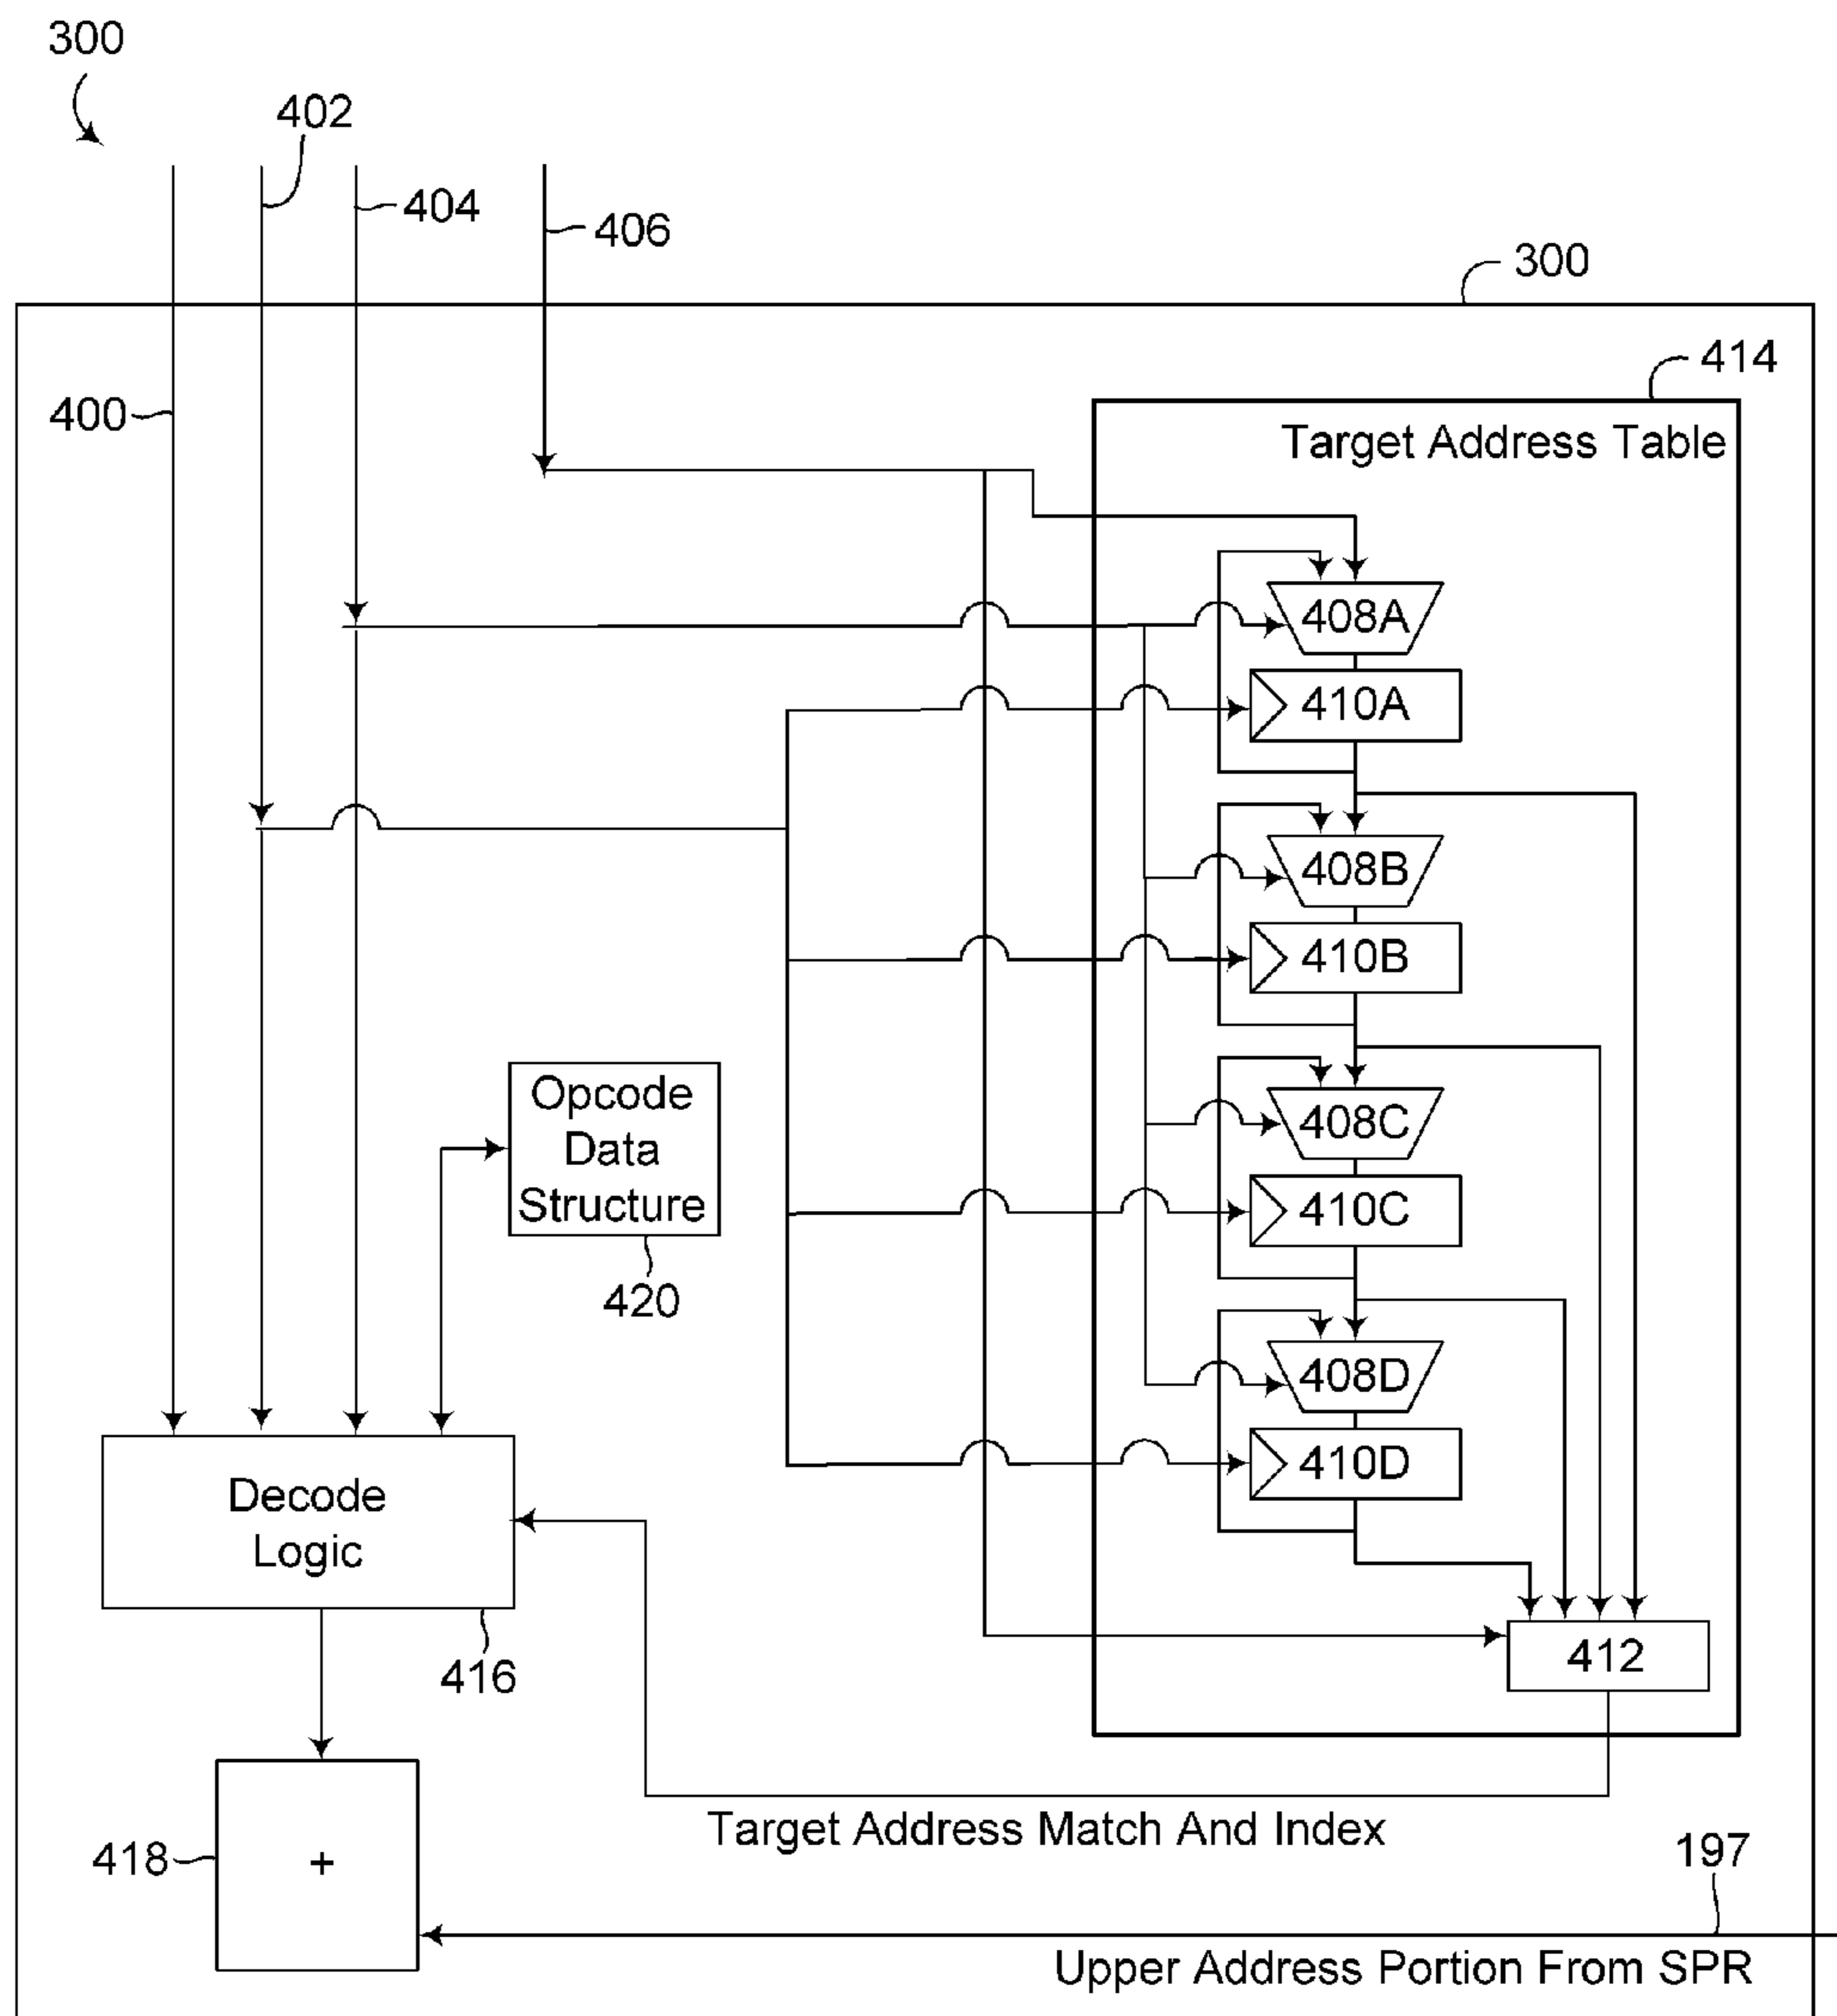 300
402
404
406
300
414
400
Target Address Table
408A
410A
408B
410B
Opcode
Data
Structure
408C
410C
420
408D
410D
Decode
Logic
412
416
Target Address Match And Index
418
+
197
Upper Address Portion From SPR